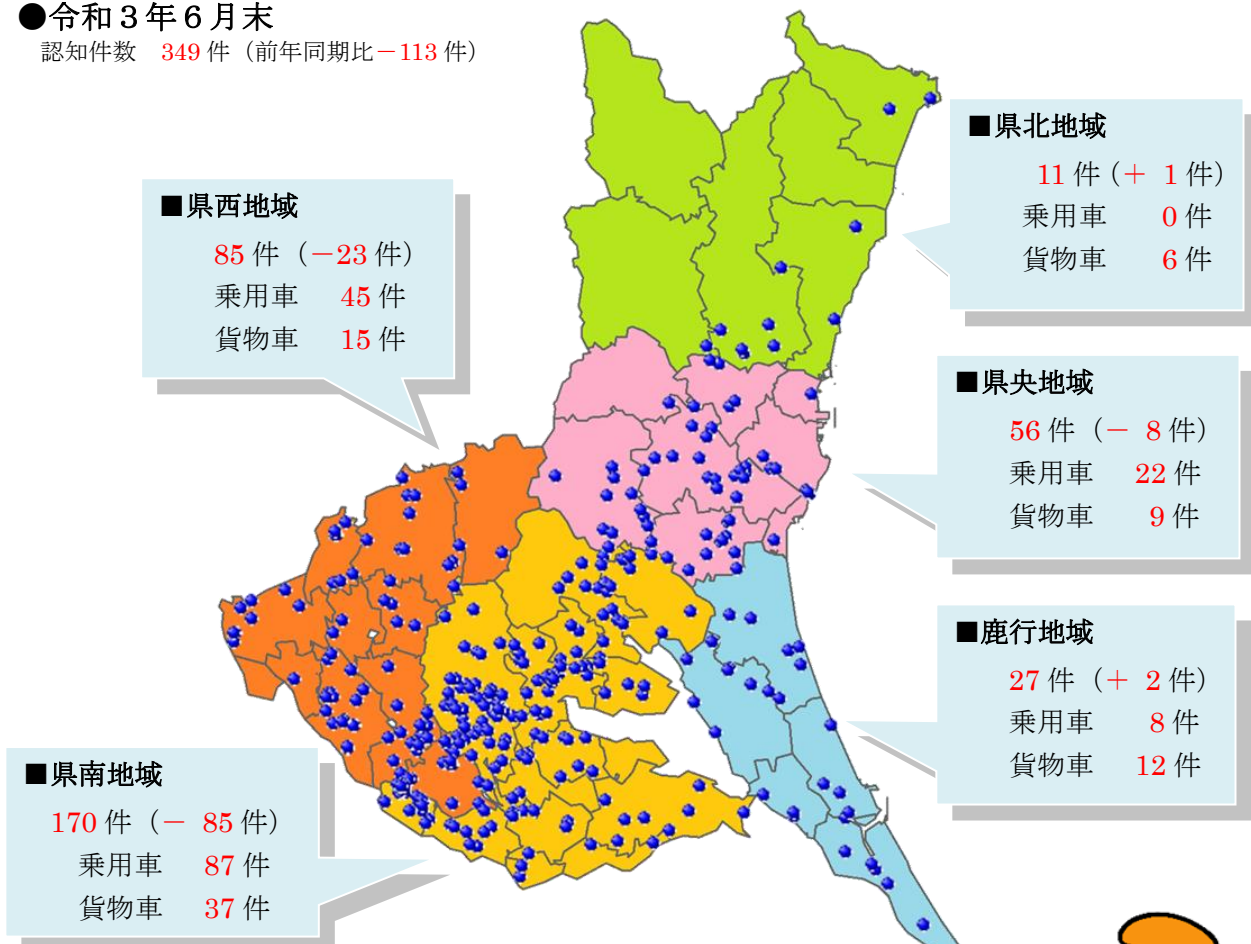 ●令和３年６月末
認知件数　349 件（前年同期比－113 件）
■県北地域
11 件（＋ 1 件）
乗用車　0 件
貨物車　6 件
■県西地域
85 件（－23 件）
乗用車　45 件
貨物車　15 件
■県央地域
56 件（－ 8 件）
乗用車　22 件
貨物車　9 件
■鹿行地域
27 件（＋ 2 件）
乗用車　8 件
貨物車　12 件
■県南地域
170 件（－ 85 件）
乗用車　87 件
貨物車　37 件